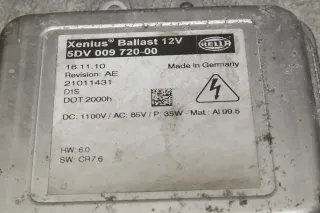 Xenius® Ballast 12V
5DV 009 720-00
HELLA
16.11.10
Made in Germany
Revision: AE
21011431
D1S
DOT 2000h
DC: 1100V / AC: 85V / P: 35W - Mat.: Al 99.5
HW: 6.0
SW: CR7.6